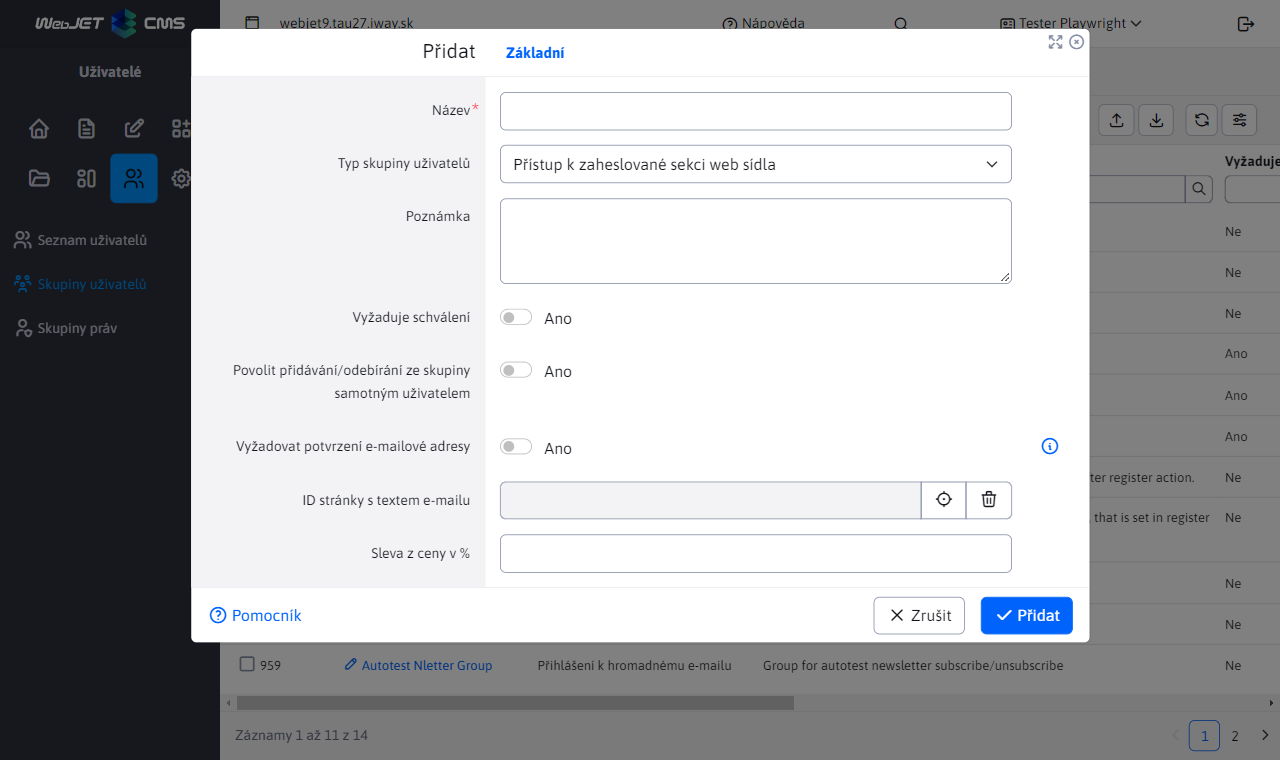 WebJET CMS
webjet9.tau27.iway.sk
Nápověda
Tester Playwright
Uživatelé
Seznam uživatelů
Skupiny uživatelů
Skupiny práv
Přidat
Základní
Název*
Typ skupiny uživatelů
Přístup k zaheslované sekci web sídla
Poznámka
Vyžaduje schválení
Ano
Povolit přidávání/odebírání ze skupiny
samotným uživatelem
Ano
Vyžadovat potvrzení e-mailové adresy
Ano
ID stránky s textem e-mailu
Sleva z ceny v %
Pomocník
Zrušit
Přidat
Vyžaduje
Ne
Ne
Ne
Ano
Ano
Ano
ter register action.
Ne
that is set in register
Ne
Ne
Ne
959
Autotest Nletter Group
Přihlášení k hromadnému e-mailu
Group for autotest newsletter subscribe/unsubscribe
Ne
Záznamy 1 až 11 z 14
1
2